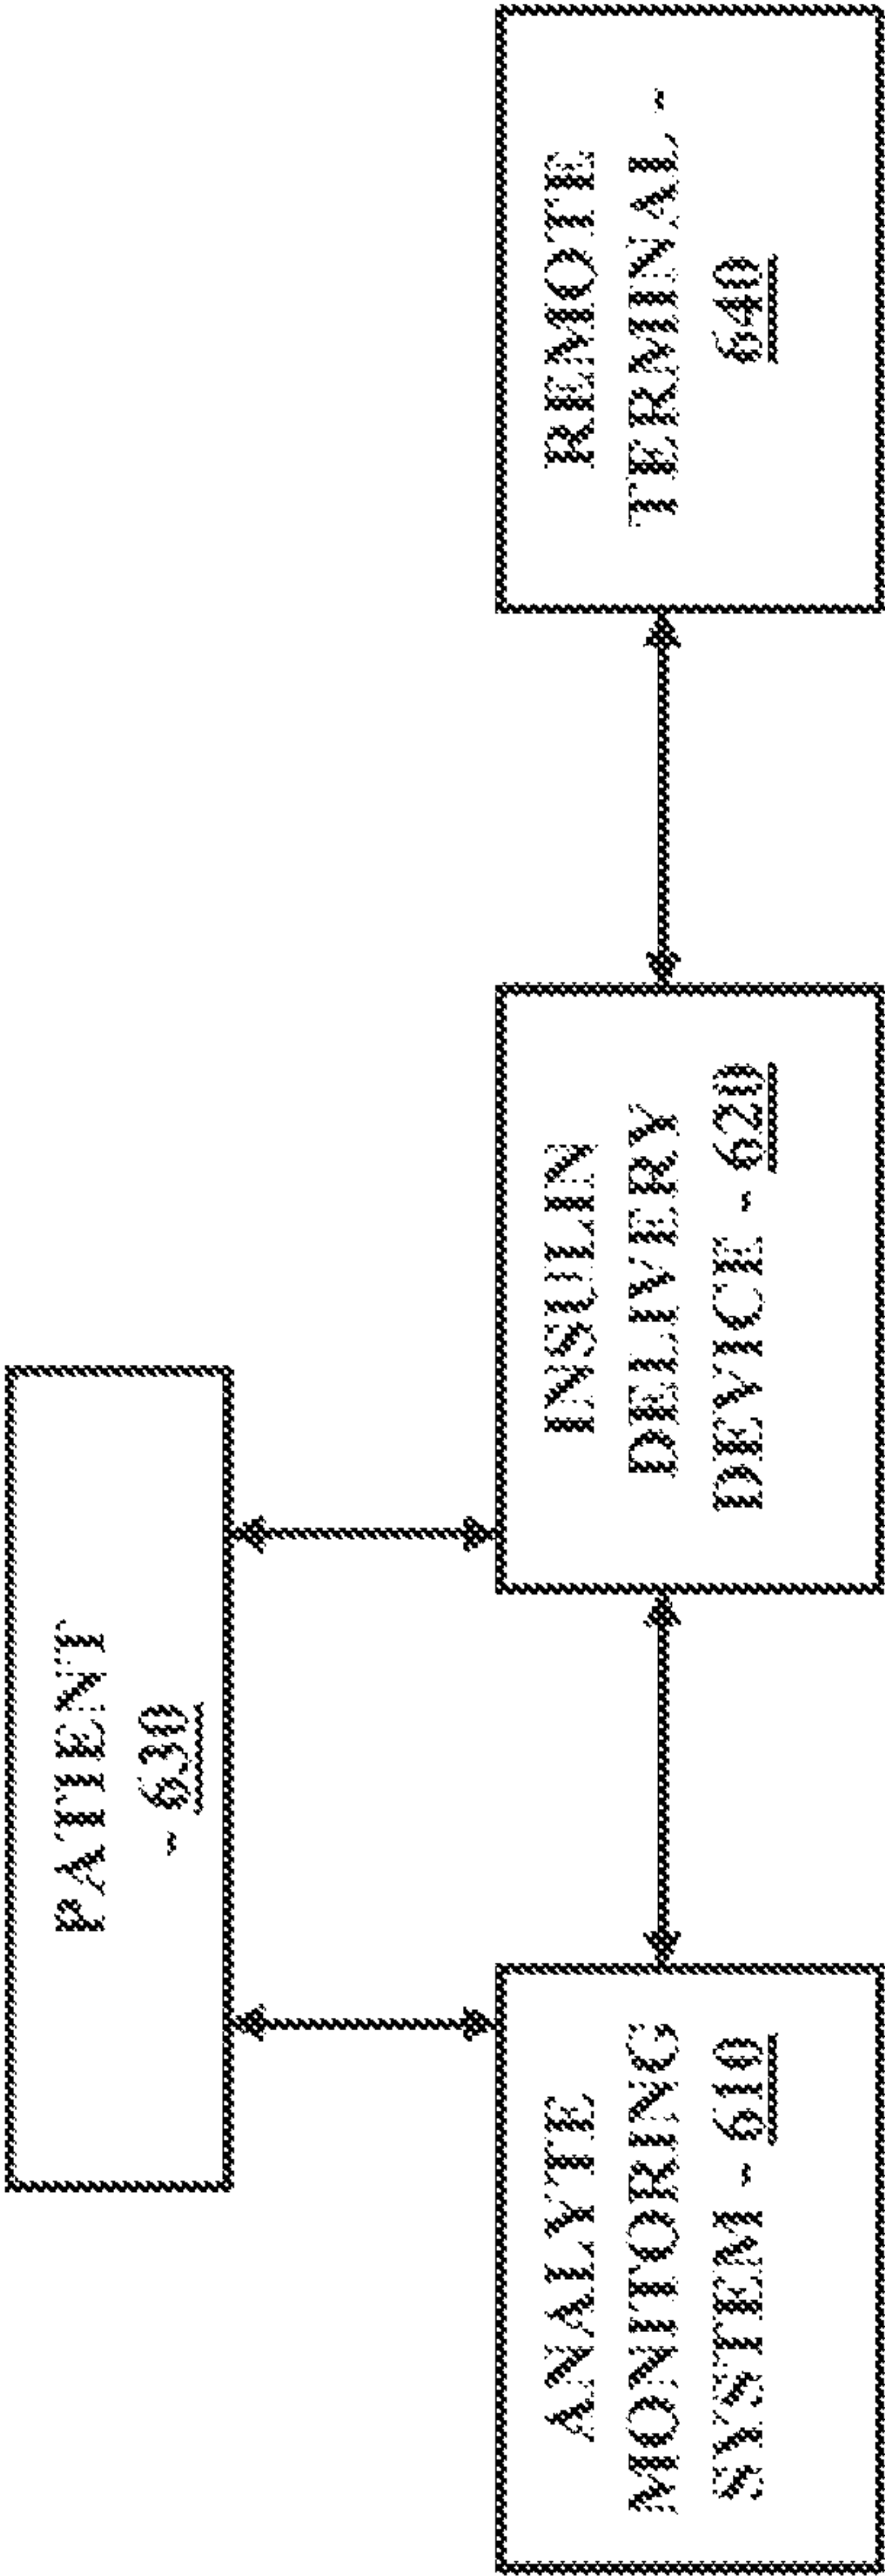 PATIENT
- 630
ANALYTE
MONITORING
SYSTEM - 610
INSULIN
DELIVERY
DEVICE - 620
REMOTE
TERMINAL -
640